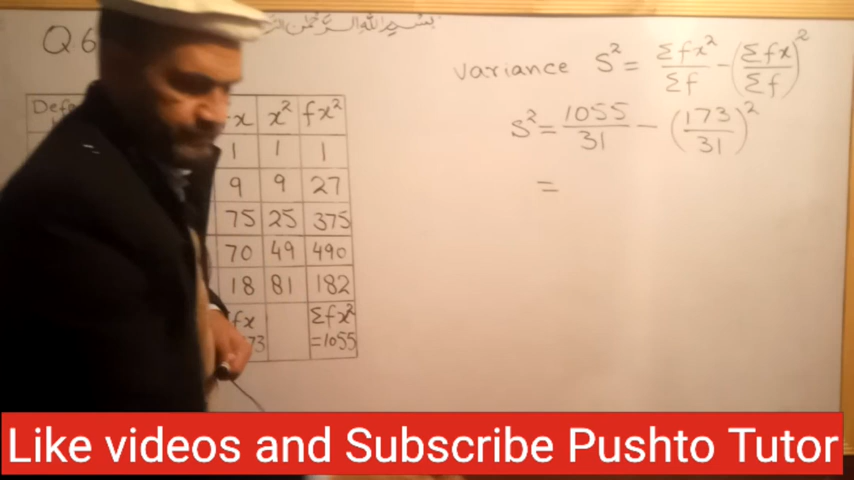 Q 6
بسم الله الرحمن
variance S² = Σfx²/Σf − (Σfx/Σf)²
S² = 1055/31 − (173/31)²
=
x x² fx²
1 1 1
9 9 27
75 25 375
70 49 490
18 81 182
fx Σfx²
73 =1055
Like videos and Subscribe Pushto Tutor